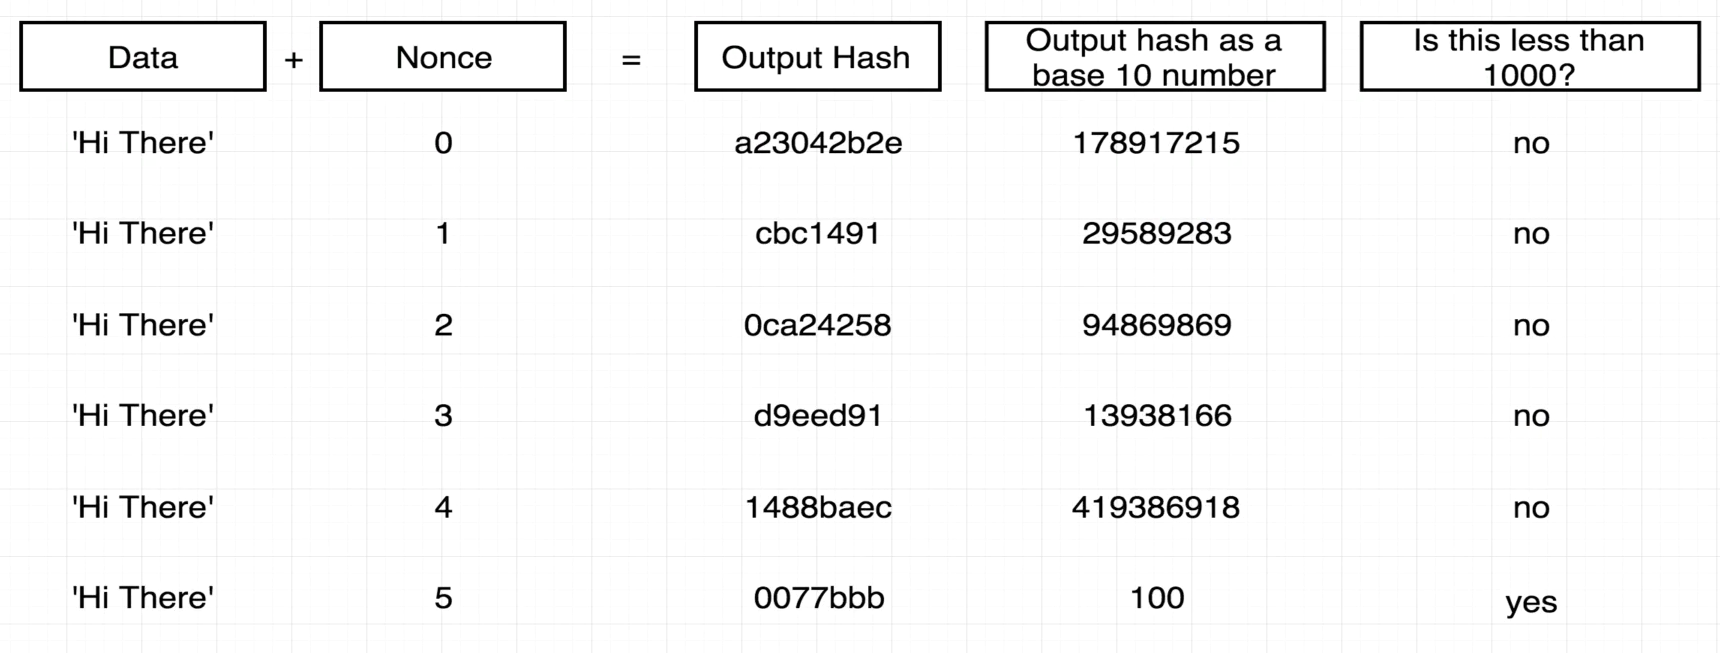 Data + Nonce = Output Hash Output hash as a base 10 number Is this less than 1000?
'Hi There' 0 a23042b2e 178917215 no
'Hi There' 1 cbc1491 29589283 no
'Hi There' 2 0ca24258 94869869 no
'Hi There' 3 d9eed91 13938166 no
'Hi There' 4 1488baec 419386918 no
'Hi There' 5 0077bbb 100 yes